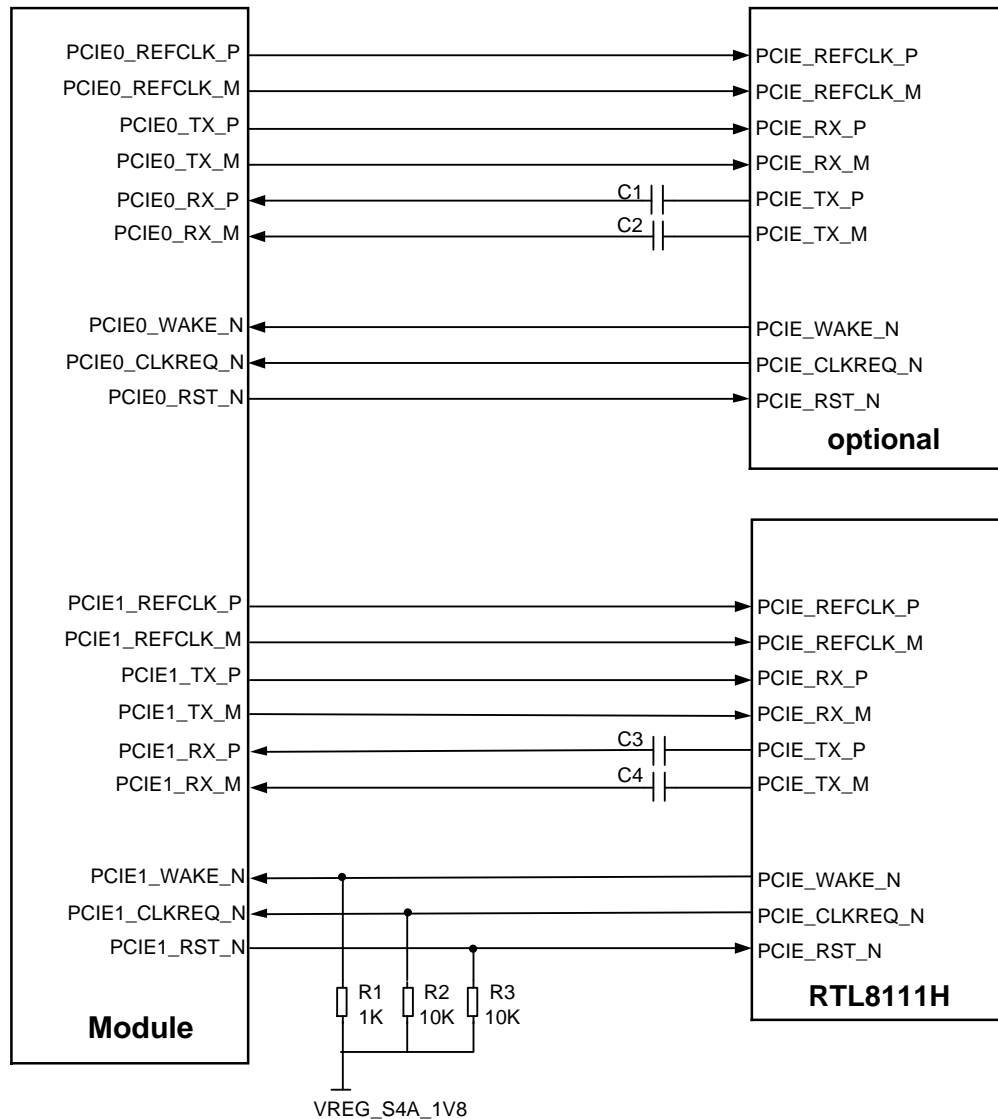 PCIE0_REFCLK_P
PCIE_REFCLK_P
PCIE0_REFCLK_M
PCIE_REFCLK_M
PCIE0_TX_P
PCIE_RX_P
PCIE0_TX_M
PCIE_RX_M
PCIE0_RX_P
C1
PCIE_TX_P
PCIE0_RX_M
C2
PCIE_TX_M
PCIE0_WAKE_N
PCIE_WAKE_N
PCIE0_CLKREQ_N
PCIE_CLKREQ_N
PCIE0_RST_N
PCIE_RST_N
optional
PCIE1_REFCLK_P
PCIE_REFCLK_P
PCIE1_REFCLK_M
PCIE_REFCLK_M
PCIE1_TX_P
PCIE_RX_P
PCIE1_TX_M
PCIE_RX_M
PCIE1_RX_P
C3
PCIE_TX_P
PCIE1_RX_M
C4
PCIE_TX_M
PCIE1_WAKE_N
PCIE_WAKE_N
PCIE1_CLKREQ_N
PCIE_CLKREQ_N
PCIE1_RST_N
PCIE_RST_N
R1
1K
R2
10K
R3
10K
RTL8111H
Module
VREG_S4A_1V8